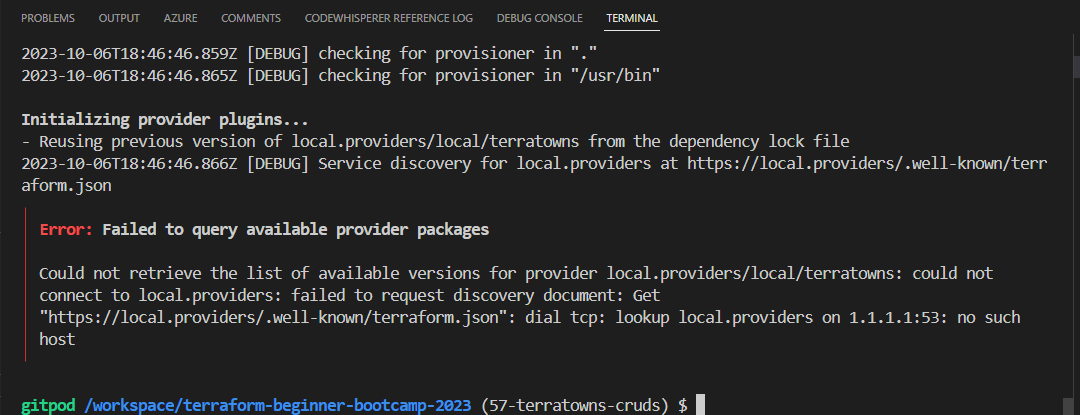 PROBLEMS OUTPUT AZURE COMMENTS CODEWHISPERER REFERENCE LOG DEBUG CONSOLE TERMINAL
2023-10-06T18:46:46.859Z [DEBUG] checking for provisioner in "."
2023-10-06T18:46:46.865Z [DEBUG] checking for provisioner in "/usr/bin"
Initializing provider plugins...
- Reusing previous version of local.providers/local/terratowns from the dependency lock file
2023-10-06T18:46:46.866Z [DEBUG] Service discovery for local.providers at https://local.providers/.well-known/terr
aform.json
Error: Failed to query available provider packages
Could not retrieve the list of available versions for provider local.providers/local/terratowns: could not
connect to local.providers: failed to request discovery document: Get
"https://local.providers/.well-known/terraform.json": dial tcp: lookup local.providers on 1.1.1.1:53: no such
host
gitpod /workspace/terraform-beginner-bootcamp-2023 (57-terratowns-cruds) $